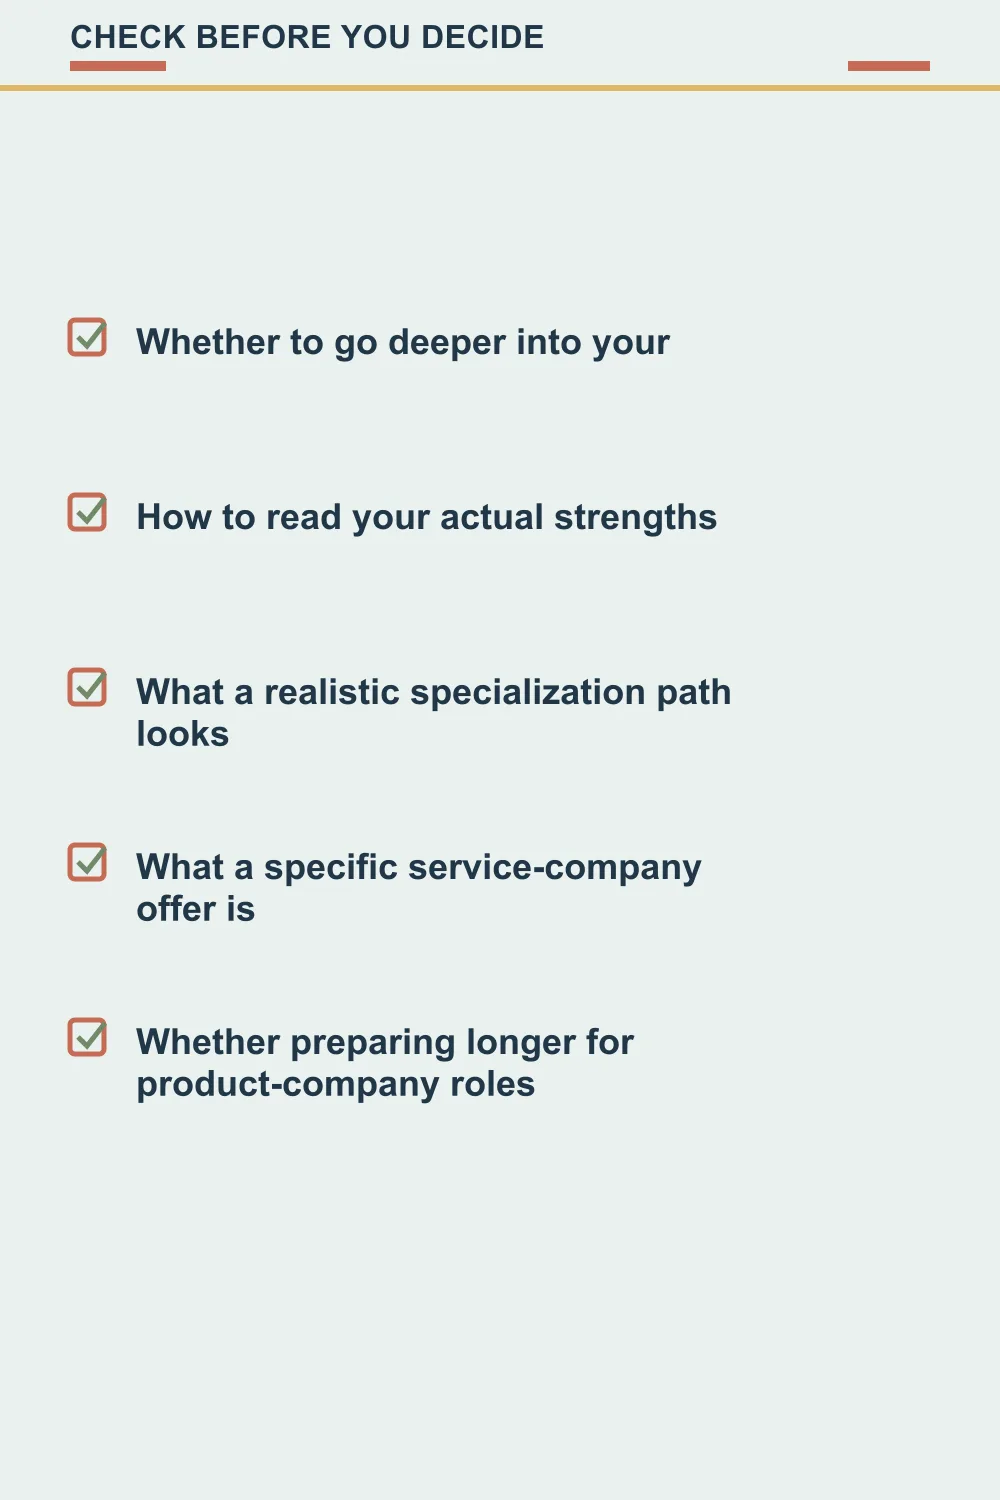 CHECK BEFORE YOU DECIDE
Whether to go deeper into your
How to read your actual strengths
What a realistic specialization path
looks
What a specific service-company
offer is
Whether preparing longer for
product-company roles